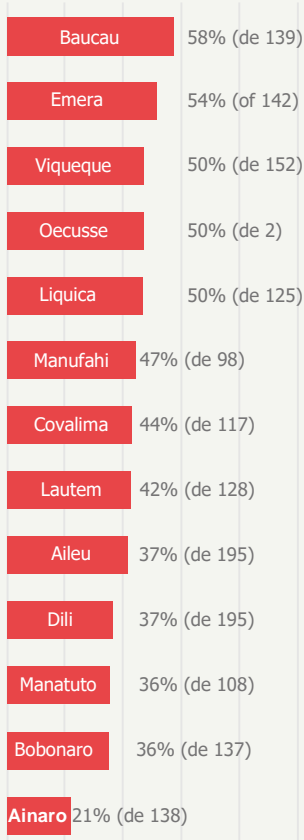 Baucau 58% (de 139)
Emera 54% (of 142)
Viqueque 50% (de 152)
Oecusse 50% (de 2)
Liquica 50% (de 125)
Manufahi 47% (de 98)
Covalima 44% (de 117)
Lautem 42% (de 128)
Aileu 37% (de 195)
Dili 37% (de 195)
Manatuto 36% (de 108)
Bobonaro 36% (de 137)
Ainaro 21% (de 138)